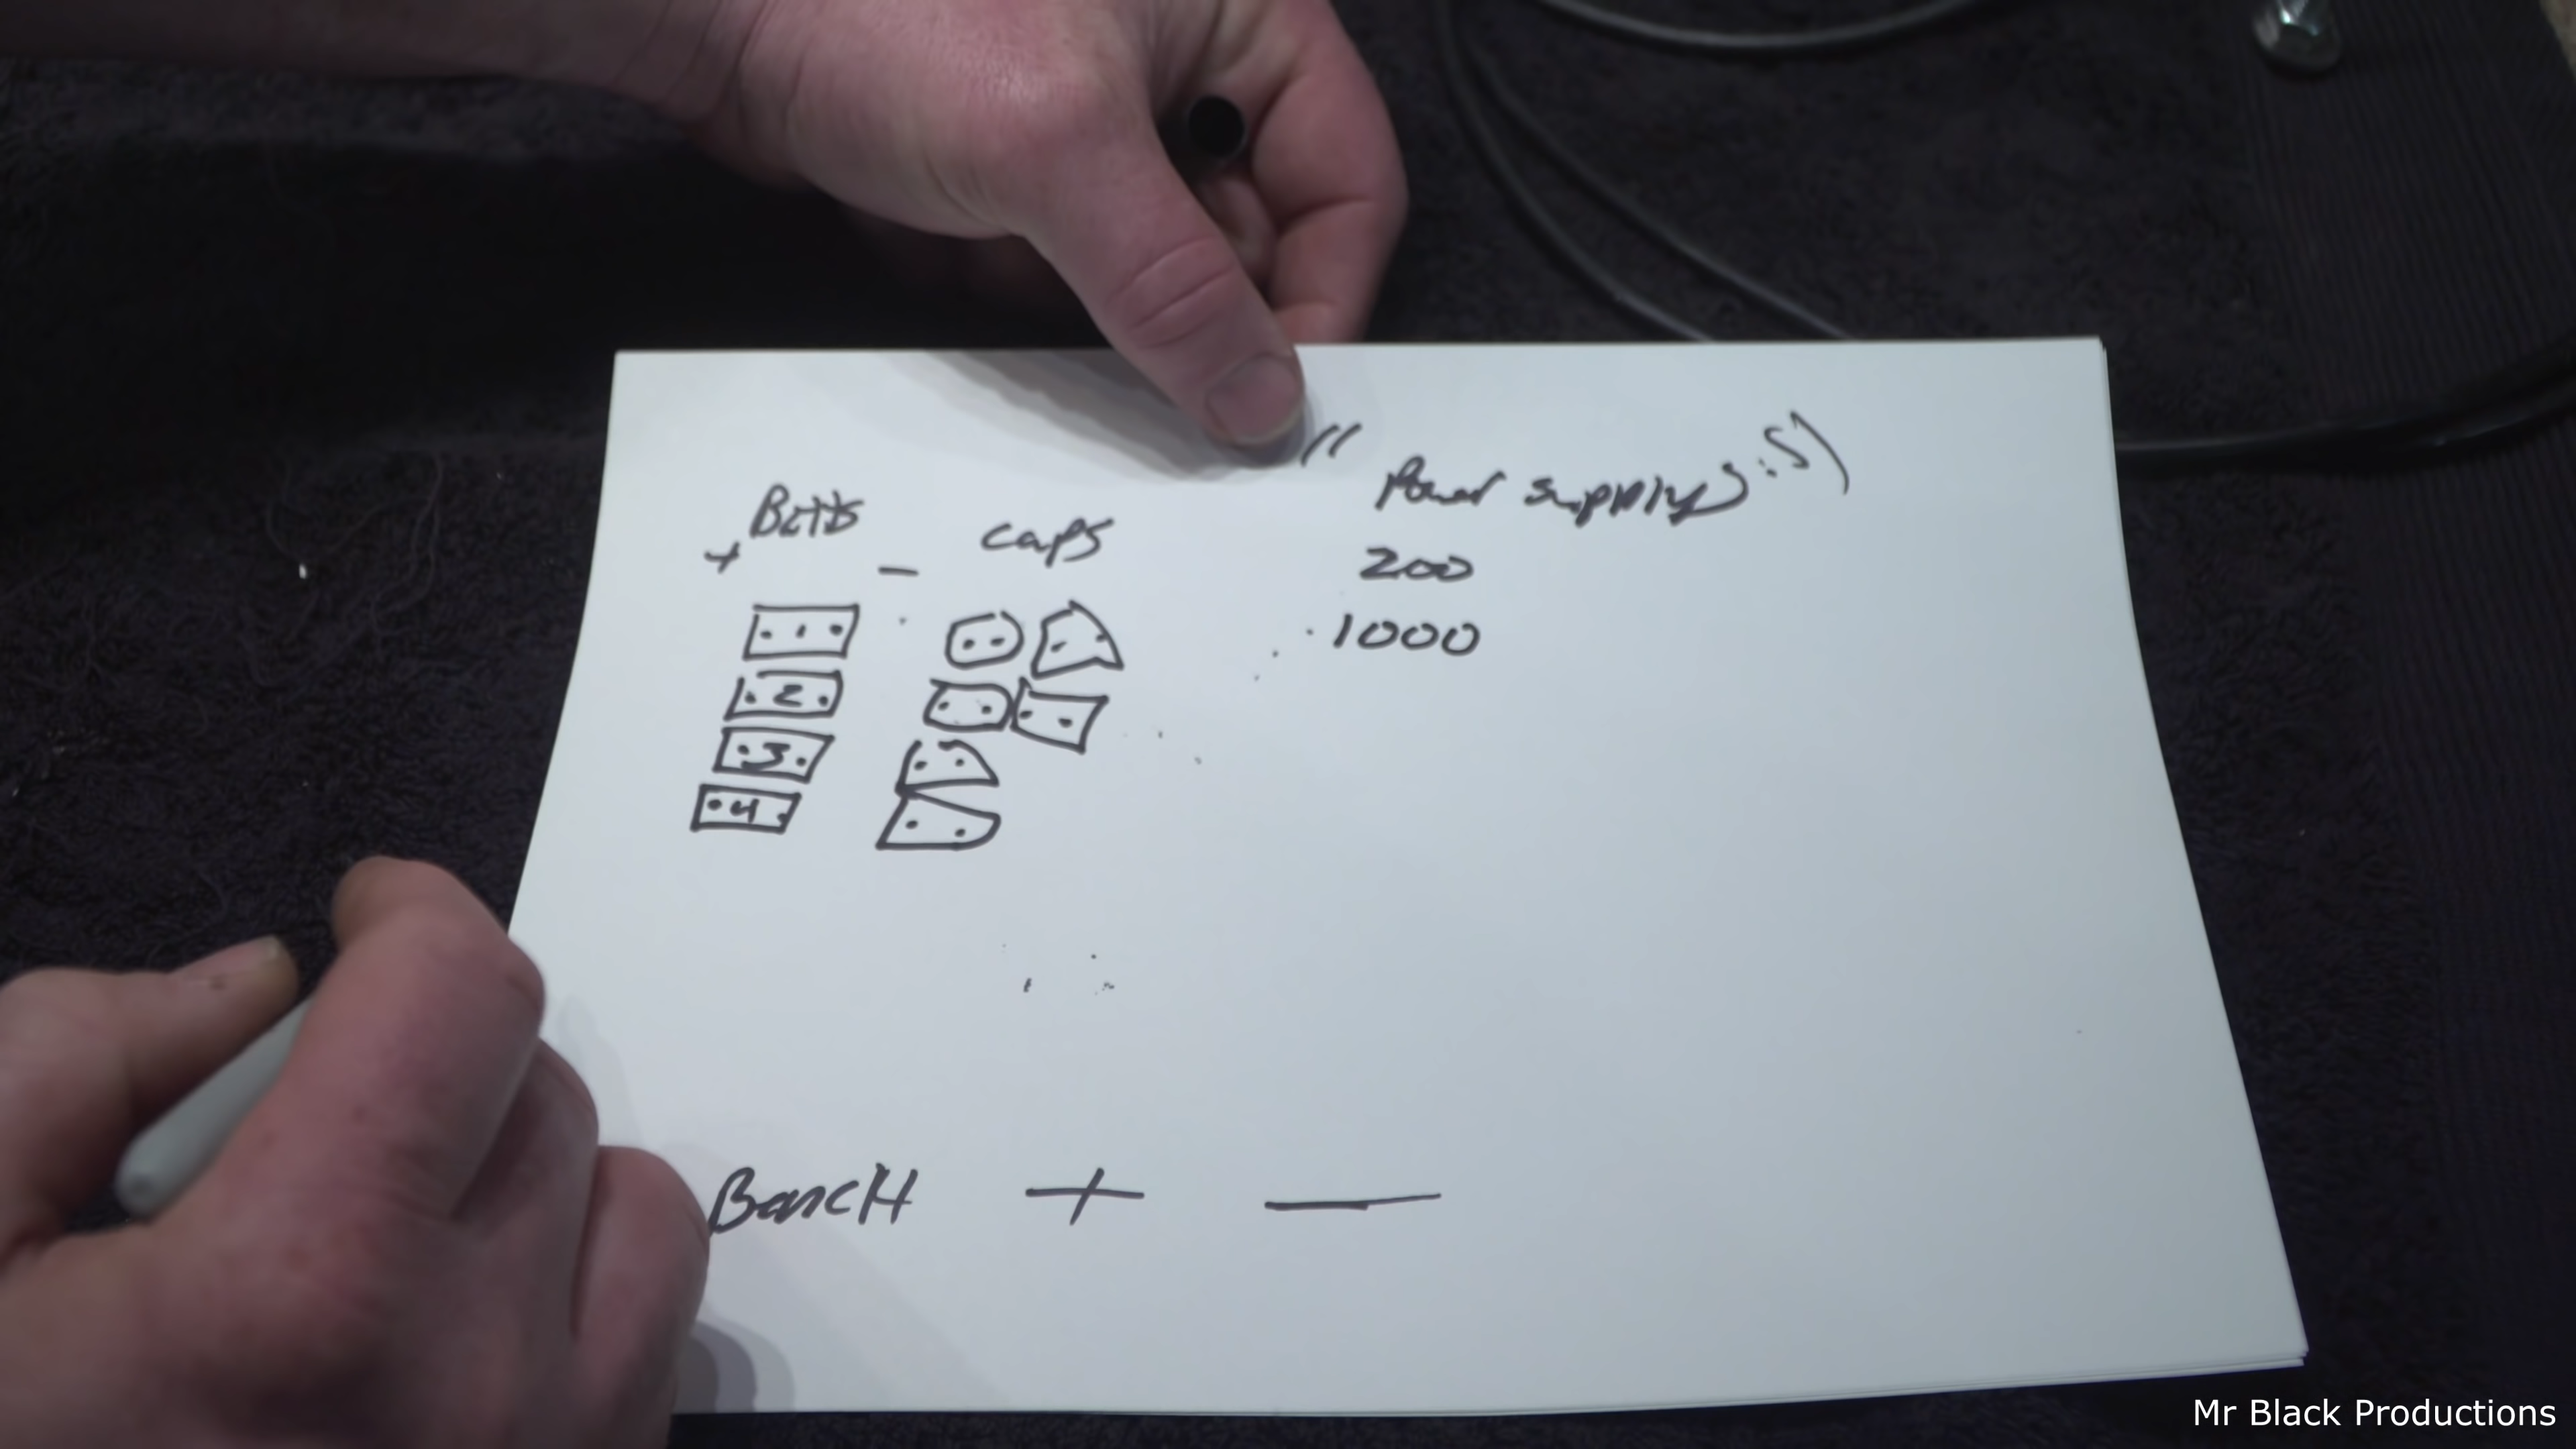 Batts
+ − caps
Power supply
200
1000
1
2
3
4
BencH + −
Mr Black Productions